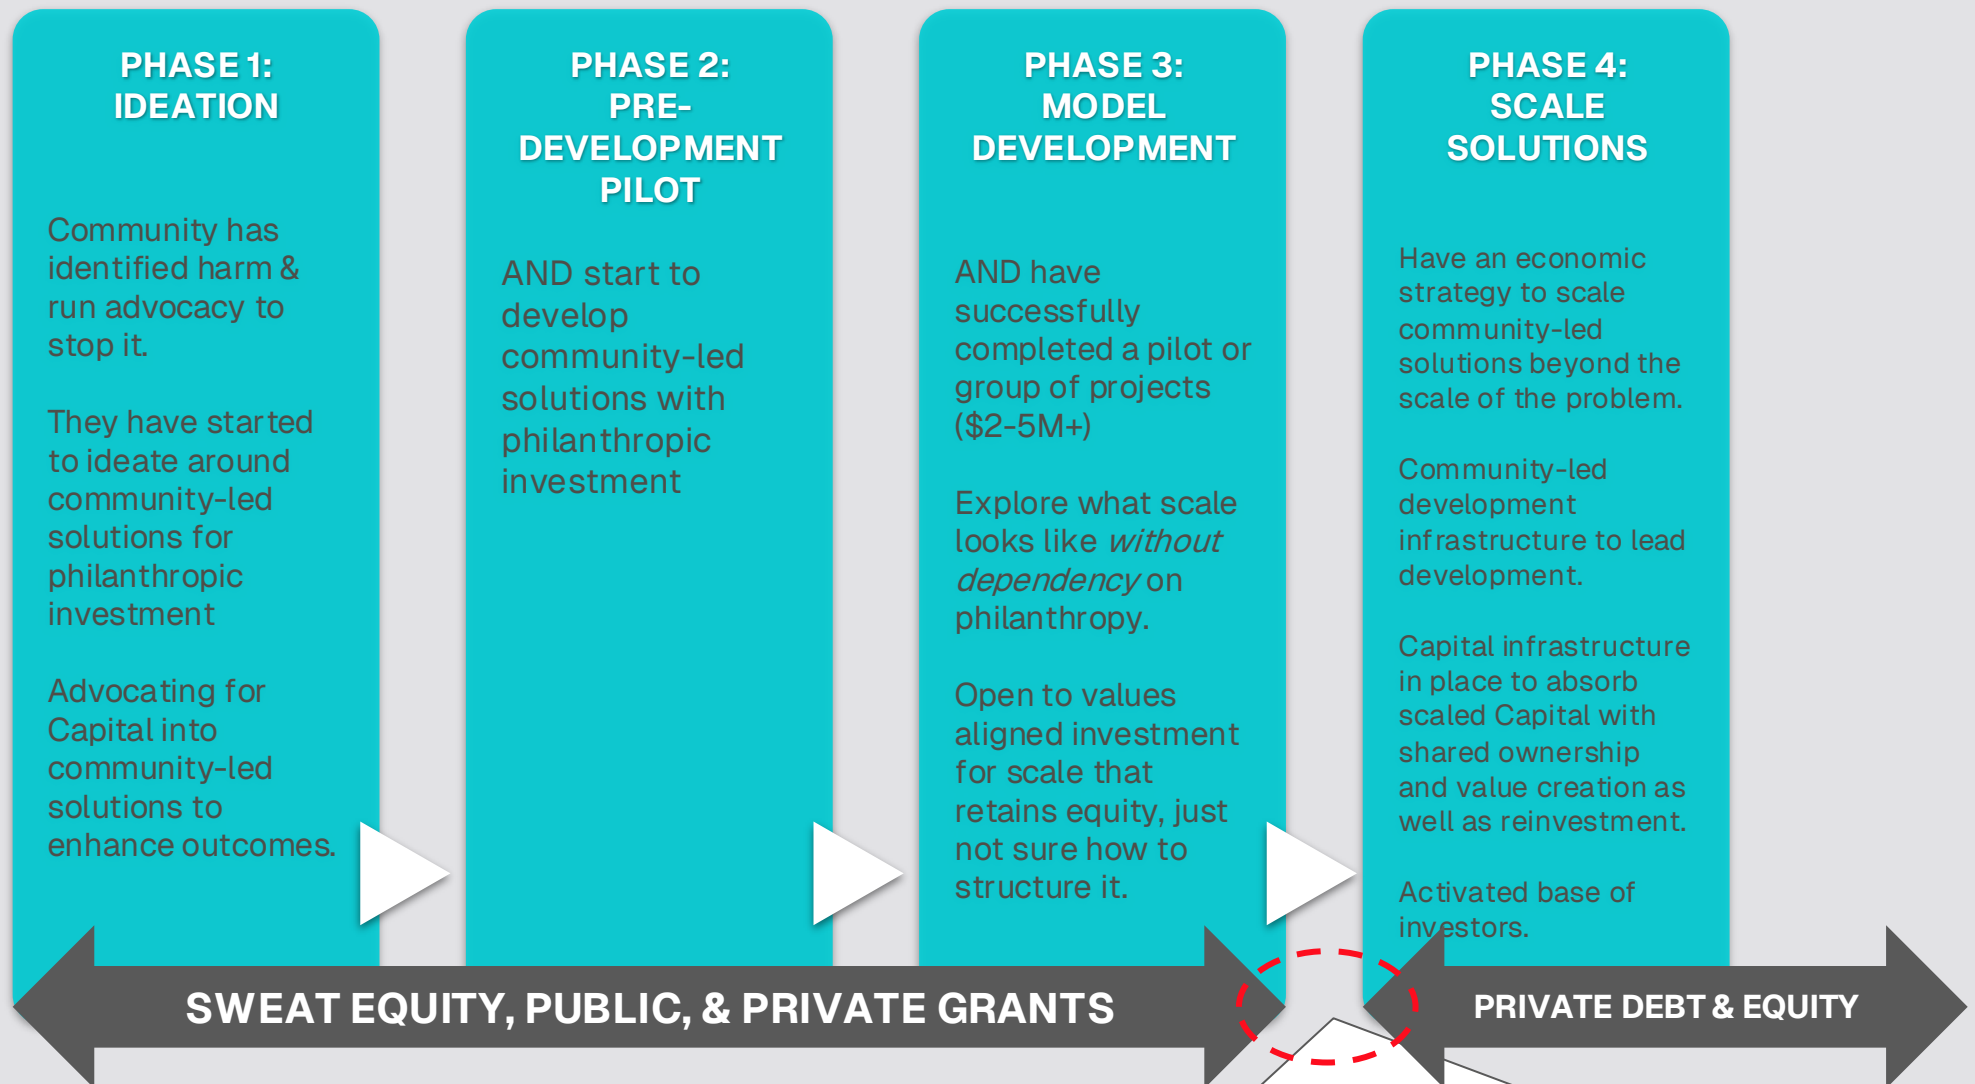 PHASE 1:
IDEATION
Community has
identified harm &
run advocacy to
stop it.
They have started
to ideate around
community-led
solutions for
philanthropic
investment
Advocating for
Capital into
community-led
solutions to
enhance outcomes.
PHASE 2:
PRE-
DEVELOPMENT
PILOT
AND start to
develop
community-led
solutions with
philanthropic
investment
PHASE 3:
MODEL
DEVELOPMENT
AND have
successfully
completed a pilot or
group of projects
($2-5M+)
Explore what scale
looks like without
dependency on
philanthropy.
Open to values
aligned investment
for scale that
retains equity, just
not sure how to
structure it.
PHASE 4:
SCALE
SOLUTIONS
Have an economic
strategy to scale
community-led
solutions beyond the
scale of the problem.
Community-led
development
infrastructure to lead
development.
Capital infrastructure
in place to absorb
scaled Capital with
shared ownership
and value creation as
well as reinvestment.
Activated base of
investors.
SWEAT EQUITY, PUBLIC, & PRIVATE GRANTS
PRIVATE DEBT & EQUITY